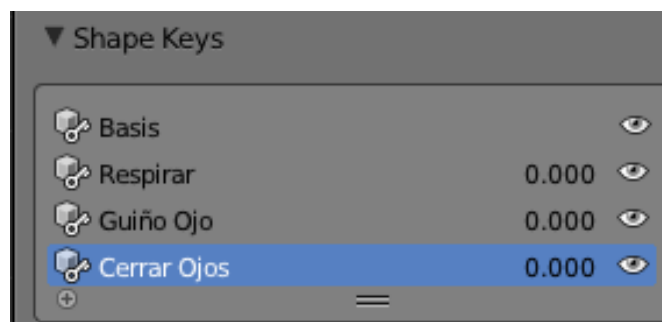 Shape Keys
Basis
Respirar 0.000
Guiño Ojo 0.000
Cerrar Ojos 0.000